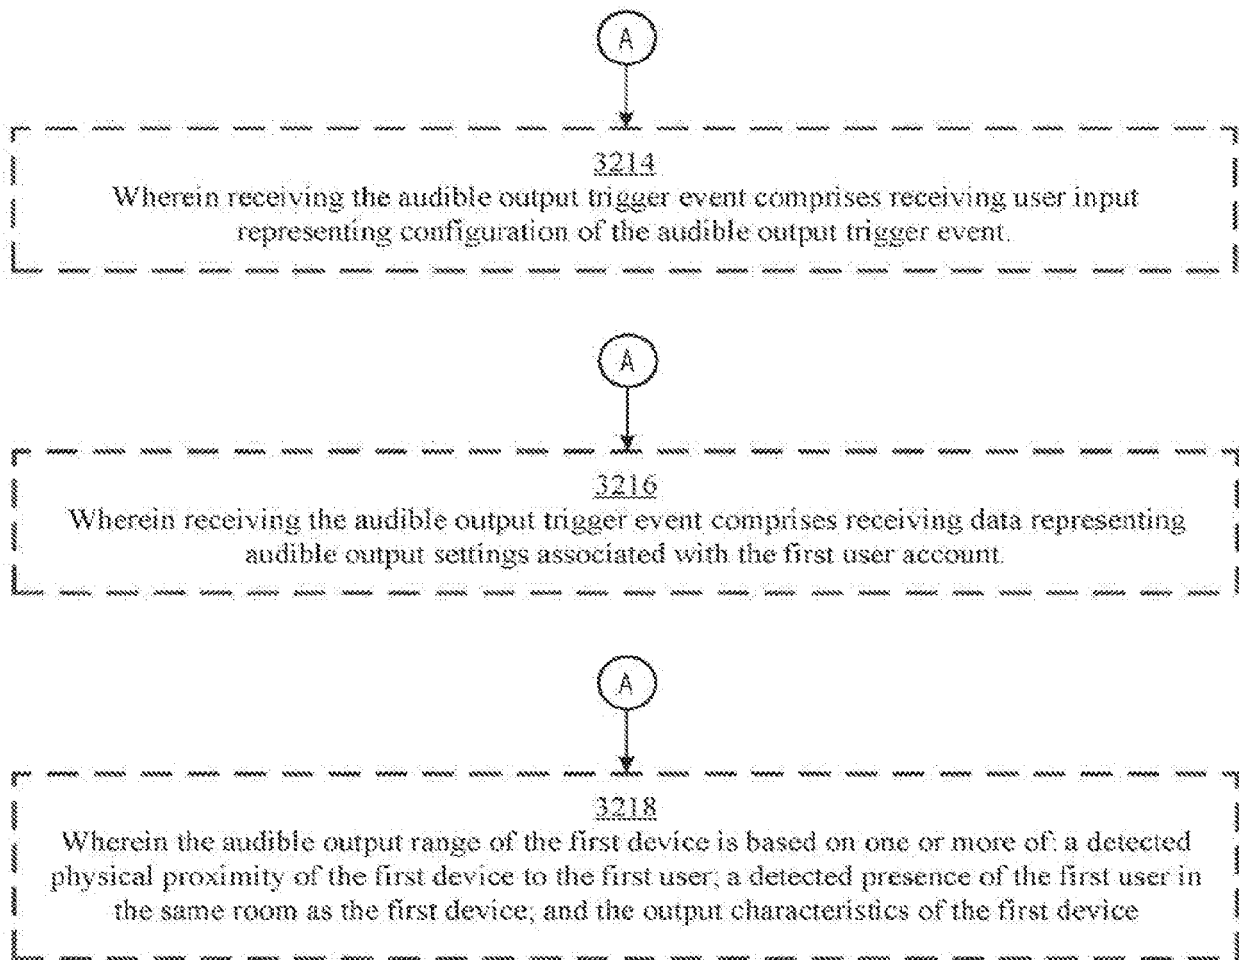 A
3214
Wherein receiving the audible output trigger event comprises receiving user input
representing configuration of the audible output trigger event.
A
3216
Wherein receiving the audible output trigger event comprises receiving data representing
audible output settings associated with the first user account.
A
3218
Wherein the audible output range of the first device is based on one or more of: a detected
physical proximity of the first device to the first user; a detected presence of the first user in
the same room as the first device; and the output characteristics of the first device